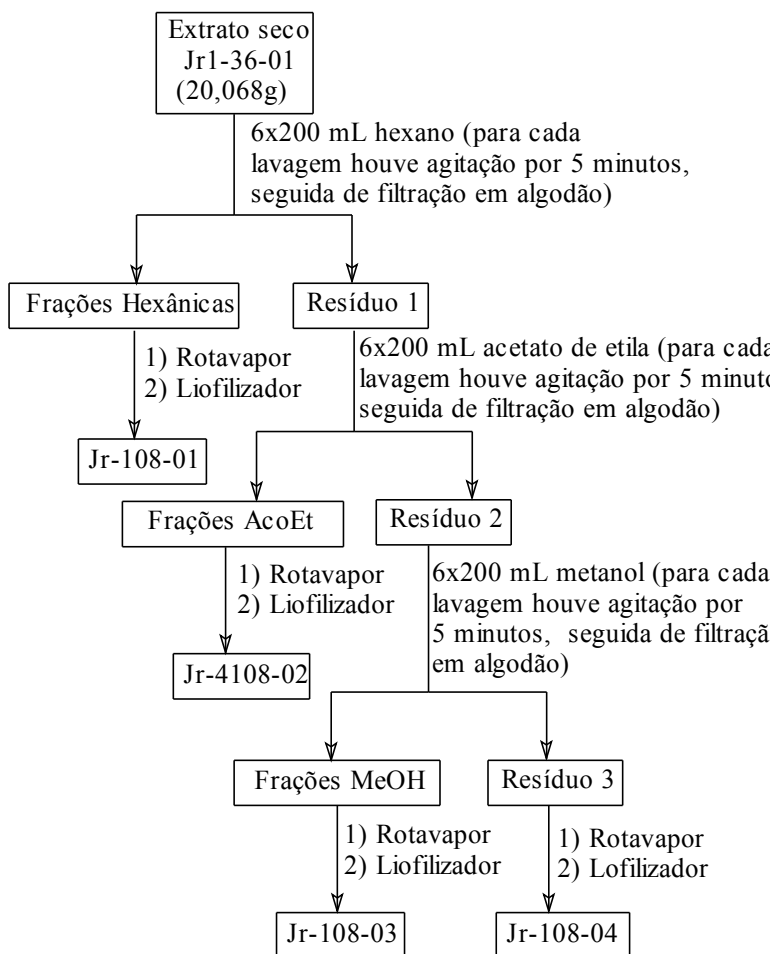 Extrato seco
Jr1-36-01
(20,068g)
6x200 mL hexano (para cada
lavagem houve agitação por 5 minutos,
seguida de filtração em algodão)
Frações Hexânicas
Resíduo 1
1) Rotavapor
2) Liofilizador
6x200 mL acetato de etila (para cada
lavagem houve agitação por 5 minuto
seguida de filtração em algodão)
Jr-108-01
Frações AcoEt
Resíduo 2
1) Rotavapor
2) Liofilizador
6x200 mL metanol (para cada
lavagem houve agitação por
5 minutos, seguida de filtraçã
em algodão)
Jr-4108-02
Frações MeOH
Resíduo 3
1) Rotavapor
2) Liofilizador
1) Rotavapor
2) Lofilizador
Jr-108-03
Jr-108-04